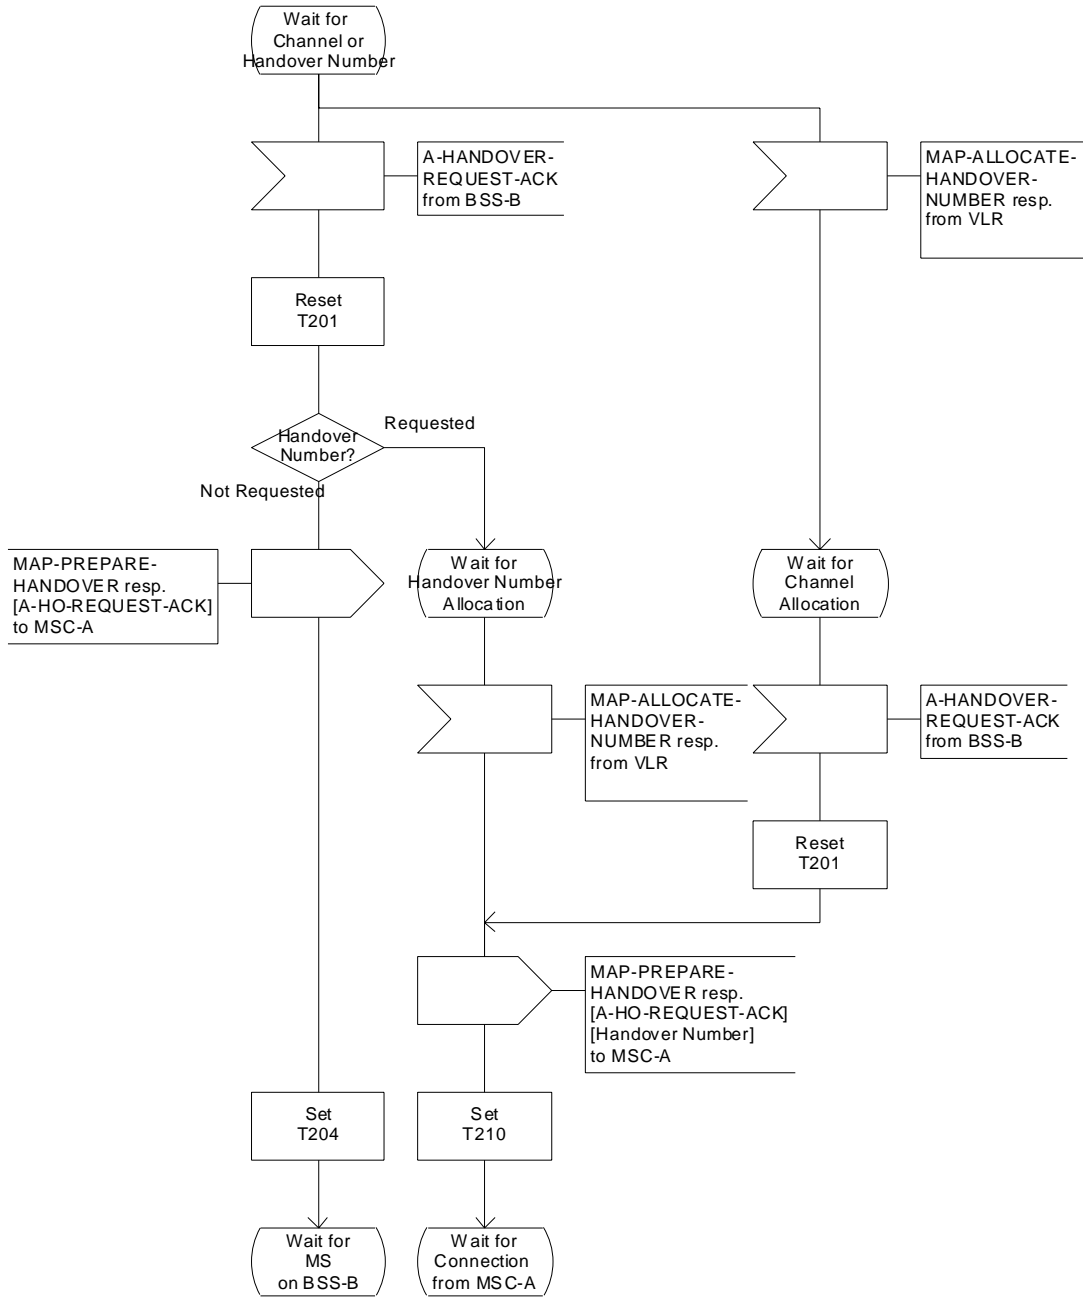 Wait for
Channel or
Handover Number
A-HANDOVER-
REQUEST-ACK
from BSS-B
MAP-ALLOCATE-
HANDOVER-
NUMBER resp.
from VLR
Reset
T201
Handover
Number?
Requested
Not Requested
MAP-PREPARE-
HANDOVER resp.
[A-HO-REQUEST-ACK]
to MSC-A
Wait for
Handover Number
Allocation
Wait for
Channel
Allocation
MAP-ALLOCATE-
HANDOVER-
NUMBER resp.
from VLR
A-HANDOVER-
REQUEST-ACK
from BSS-B
Reset
T201
MAP-PREPARE-
HANDOVER resp.
[A-HO-REQUEST-ACK]
[Handover Number]
to MSC-A
Set
T204
Set
T210
Wait for
MS
on BSS-B
Wait for
Connection
from MSC-A